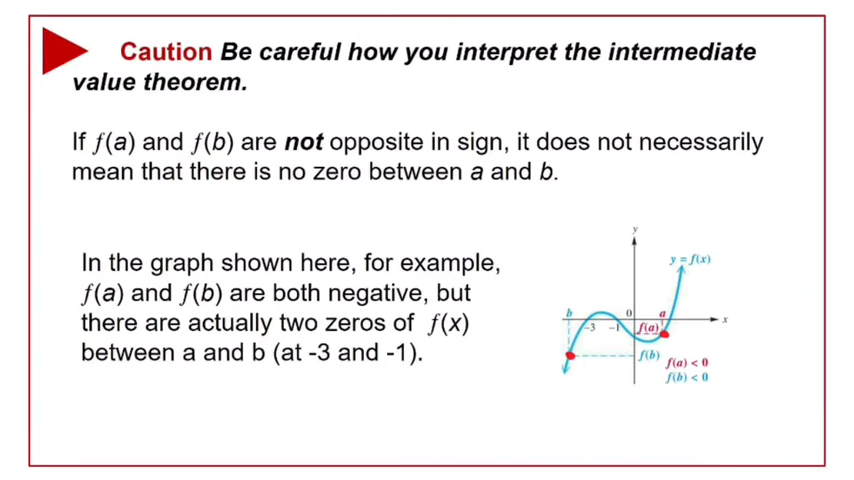 Caution Be careful how you interpret the intermediate
value theorem.
If f(a) and f(b) are not opposite in sign, it does not necessarily
mean that there is no zero between a and b.
In the graph shown here, for example,
f(a) and f(b) are both negative, but
there are actually two zeros of f(x)
between a and b (at -3 and -1).
y
y = f(x)
b
0
a
x
–3
–1
f(a)
f(b)
f(a) < 0
f(b) < 0